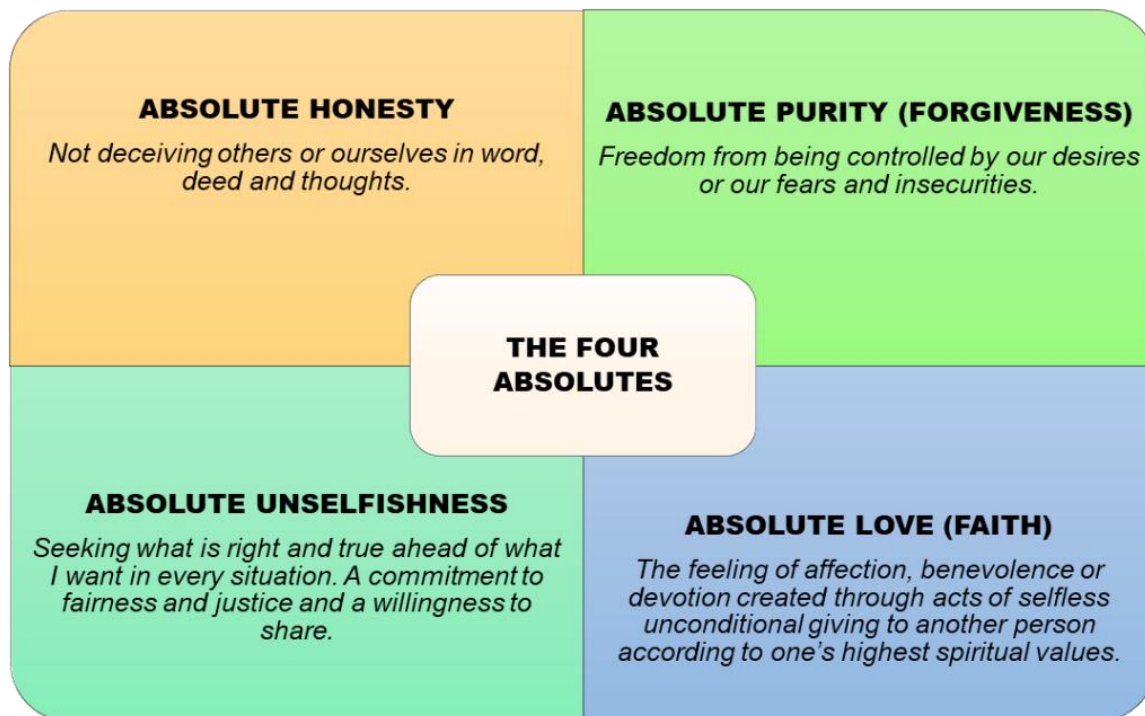 ABSOLUTE HONESTY
Not deceiving others or ourselves in word,
deed and thoughts.
ABSOLUTE PURITY (FORGIVENESS)
Freedom from being controlled by our desires
or our fears and insecurities.
THE FOUR
ABSOLUTES
ABSOLUTE UNSELFISHNESS
Seeking what is right and true ahead of what
I want in every situation. A commitment to
fairness and justice and a willingness to
share.
ABSOLUTE LOVE (FAITH)
The feeling of affection, benevolence or
devotion created through acts of selfless
unconditional giving to another person
according to one’s highest spiritual values.